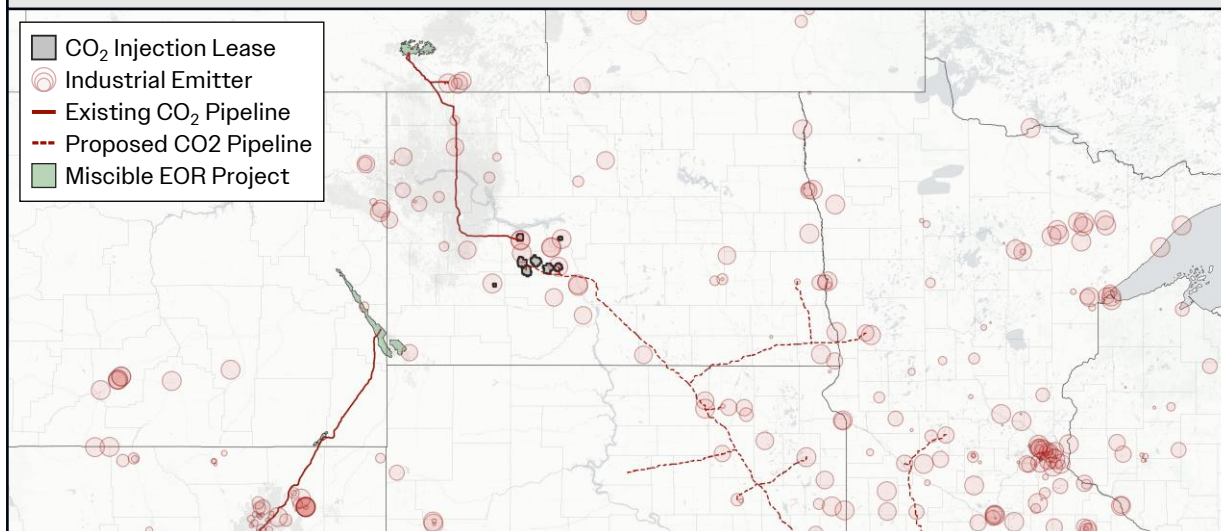 CO₂ Injection Lease
Industrial Emitter
Existing CO₂ Pipeline
Proposed CO2 Pipeline
Miscible EOR Project